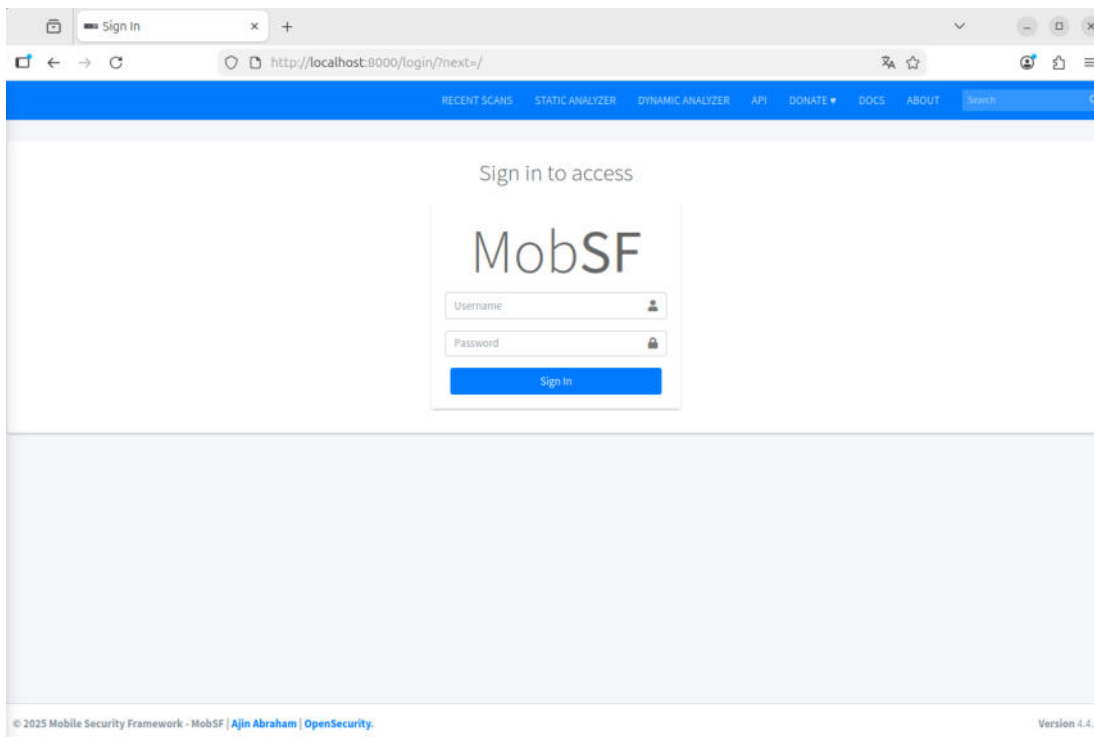 Sign In
http://localhost:8000/login/?next=/
RECENT SCANS STATIC ANALYZER DYNAMIC ANALYZER API DONATE ♥ DOCS ABOUT Search
Sign in to access
MobSF
Username
Password
Sign In
© 2025 Mobile Security Framework - MobSF | Ajin Abraham | OpenSecurity. Version 4.4.